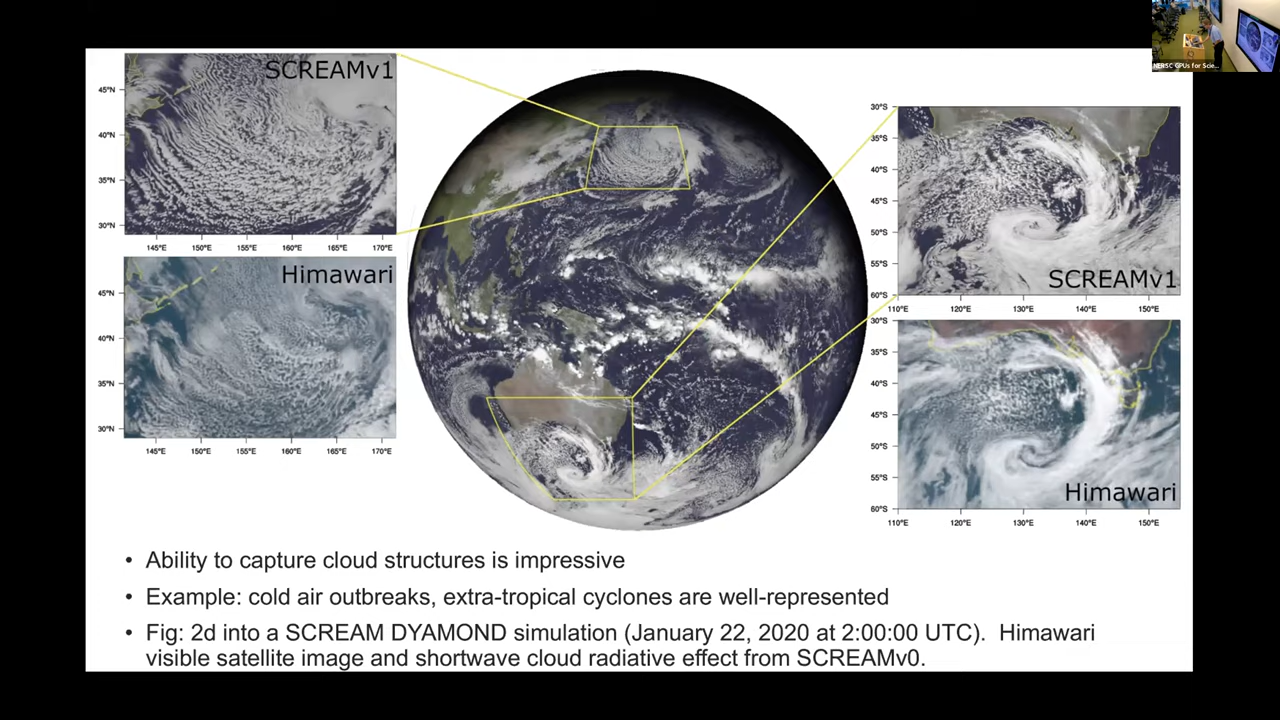 NERSC GPUs for Scie...
SCREAMv1
45°N
40°N
35°N
30°N
145°E 150°E 155°E 160°E 165°E 170°E
Himawari
45°N
40°N
35°N
30°N
145°E 150°E 155°E 160°E 165°E 170°E
30°S
35°S
40°S
45°S
50°S
55°S
60°S
SCREAMv1
110°E 120°E 130°E 140°E 150°E
30°S
35°S
40°S
45°S
50°S
55°S
60°S
Himawari
110°E 120°E 130°E 140°E 150°E
• Ability to capture cloud structures is impressive
• Example: cold air outbreaks, extra-tropical cyclones are well-represented
• Fig: 2d into a SCREAM DYAMOND simulation (January 22, 2020 at 2:00:00 UTC). Himawari
visible satellite image and shortwave cloud radiative effect from SCREAMv0.